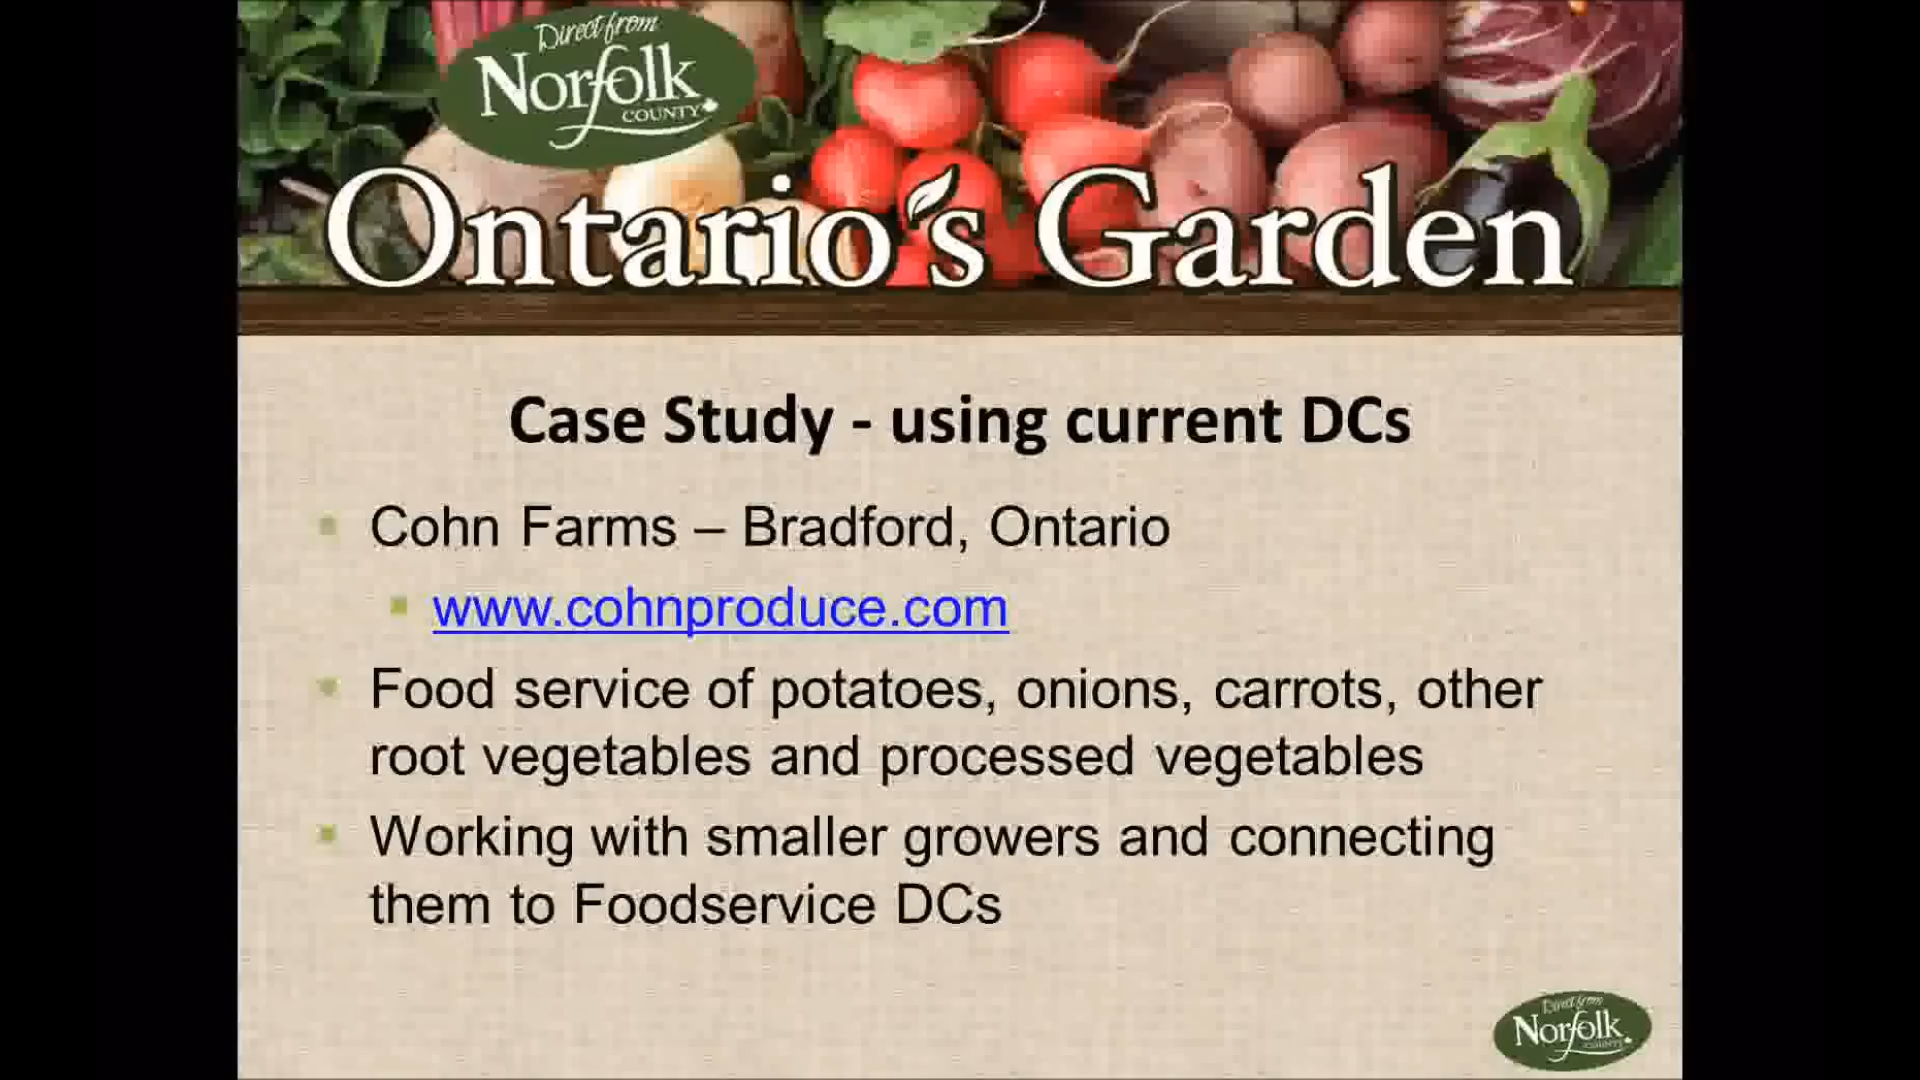 Direct from
Norfolk
COUNTY
Ontario's Garden
Case Study - using current DCs
Cohn Farms – Bradford, Ontario
www.cohnproduce.com
Food service of potatoes, onions, carrots, other
root vegetables and processed vegetables
Working with smaller growers and connecting
them to Foodservice DCs
Direct from
Norfolk
COUNTY